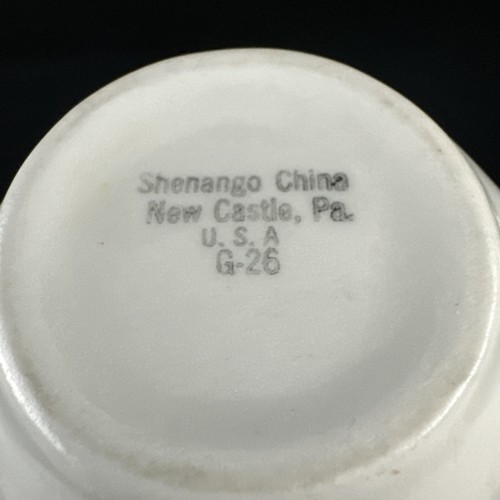 Shenango China
New Castle, Pa.
U. S. A
G-26